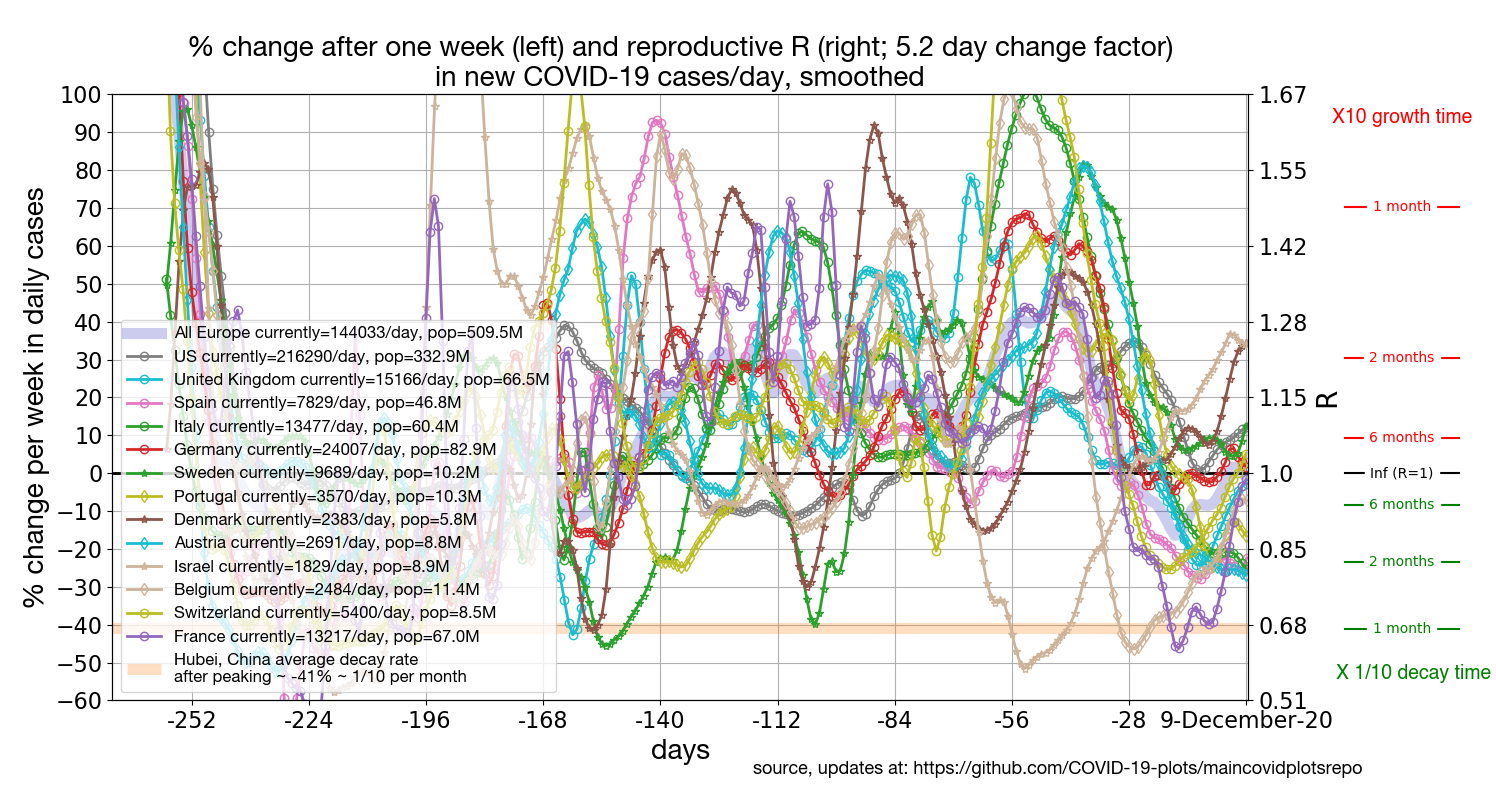 % change after one week (left) and reproductive R (right; 5.2 day change factor)
in new COVID-19 cases/day, smoothed
% change per week in daily cases
100
90
80
70
60
50
40
30
20
10
0
−10
−20
−30
−40
−50
−60
All Europe currently=144033/day, pop=509.5M
US currently=216290/day, pop=332.9M
United Kingdom currently=15166/day, pop=66.5M
Spain currently=7829/day, pop=46.8M
Italy currently=13477/day, pop=60.4M
Germany currently=24007/day, pop=82.9M
Sweden currently=9689/day, pop=10.2M
Portugal currently=3570/day, pop=10.3M
Denmark currently=2383/day, pop=5.8M
Austria currently=2691/day, pop=8.8M
Israel currently=1829/day, pop=8.9M
Belgium currently=2484/day, pop=11.4M
Switzerland currently=5400/day, pop=8.5M
France currently=13217/day, pop=67.0M
Hubei, China average decay rate
after peaking ~ -41% ~ 1/10 per month
1.67
1.55
1.42
1.28
1.15
1.0
0.85
0.68
0.51
R
X10 growth time
1 month
2 months
6 months
Inf (R=1)
6 months
2 months
1 month
X 1/10 decay time
-252 -224 -196 -168 -140 -112 -84 -56 -28 9-December-20
days
source, updates at: https://github.com/COVID-19-plots/maincovidplotsrepo